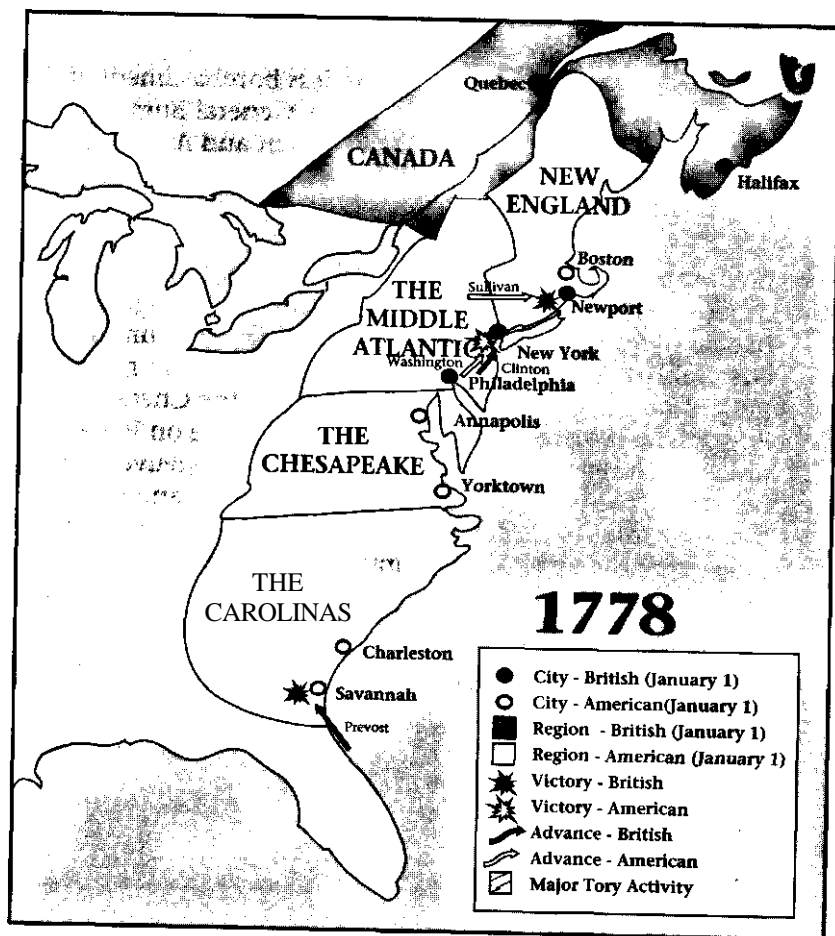 Quebec
CANADA
Halifax
NEW
ENGLAND
Boston
Sullivan
THE
MIDDLE
ATLANTIC
Newport
New York
Washington
Clinton
Philadelphia
Annapolis
THE
CHESAPEAKE
Yorktown
THE
CAROLINAS
1778
Charleston
Savannah
Prevost
City - British (January 1)
City - American(January 1)
Region - British (January 1)
Region - American (January 1)
Victory - British
Victory - American
Advance - British
Advance - American
Major Tory Activity